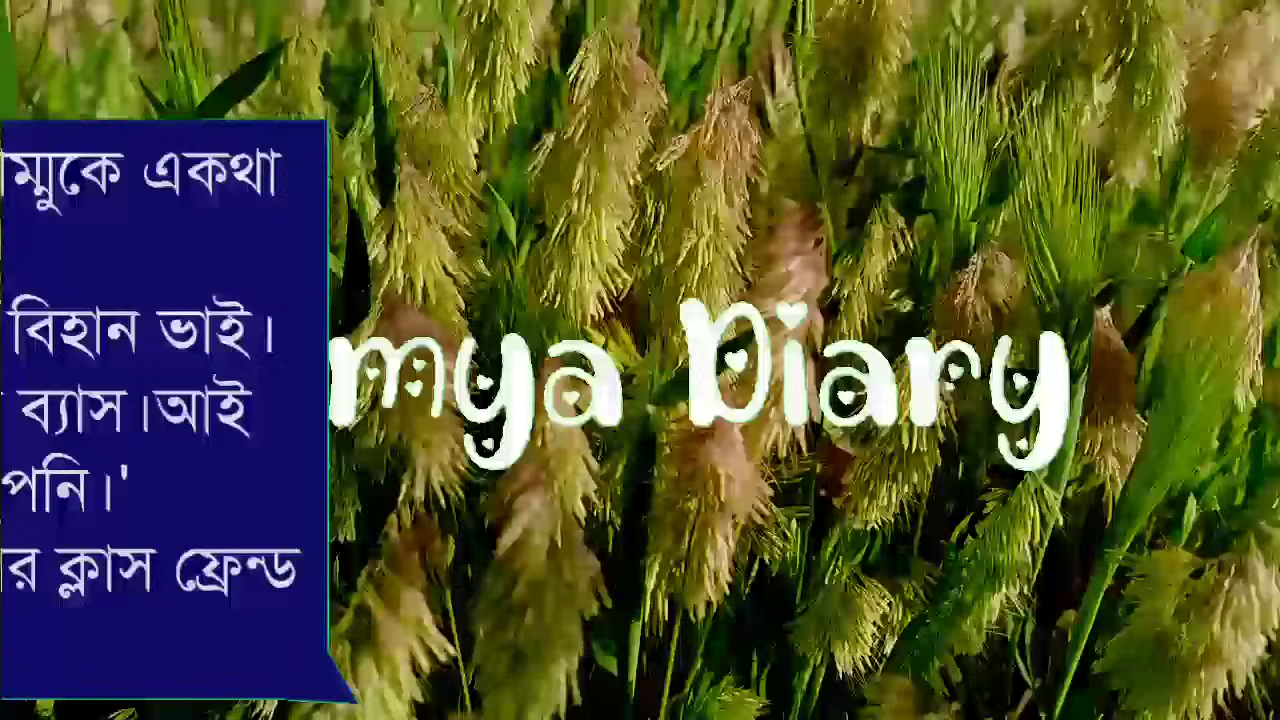 ম্মুকে একথা
বিহান ভাই।
ব্যাস।আই
পনি।'
র ক্লাস ফ্রেন্ড
mya Diary